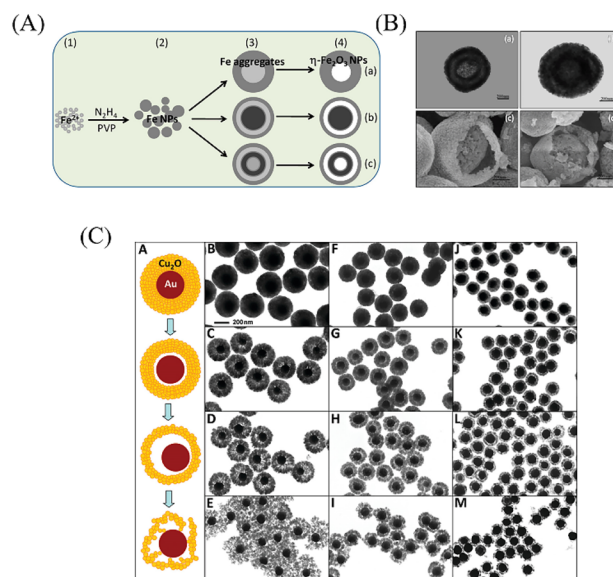 (A)
(1) (2) (3) (4)
Fe aggregates η-Fe₂O₃ NPs
(a)
Fe²⁺ N₂H₄ Fe NPs
PVP
(b)
(c)
(B)
(a)
(c)
(C)
A B F J
Cu₂O
Au
200nm
C G K
D H L
E I M